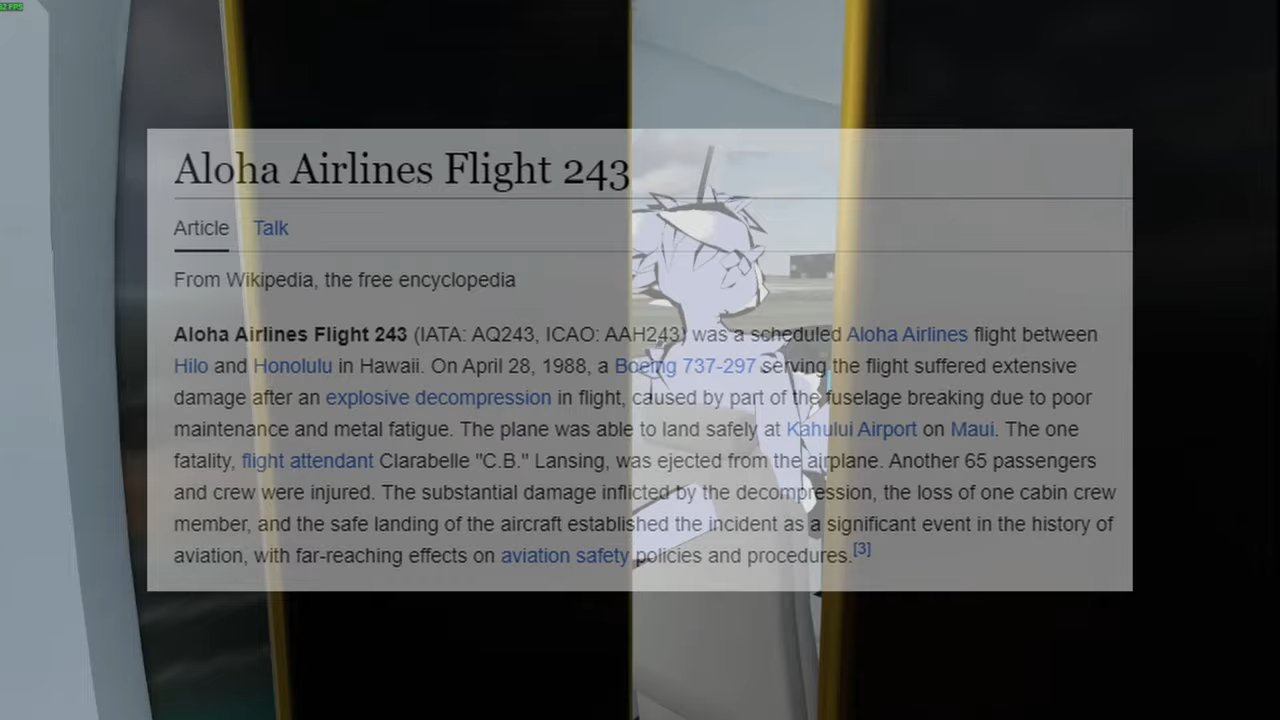 62 FPS
Aloha Airlines Flight 243
Article Talk
From Wikipedia, the free encyclopedia
Aloha Airlines Flight 243 (IATA: AQ243, ICAO: AAH243) was a scheduled Aloha Airlines flight between
Hilo and Honolulu in Hawaii. On April 28, 1988, a Boeing 737-297 serving the flight suffered extensive
damage after an explosive decompression in flight, caused by part of the fuselage breaking due to poor
maintenance and metal fatigue. The plane was able to land safely at Kahului Airport on Maui. The one
fatality, flight attendant Clarabelle "C.B." Lansing, was ejected from the airplane. Another 65 passengers
and crew were injured. The substantial damage inflicted by the decompression, the loss of one cabin crew
member, and the safe landing of the aircraft established the incident as a significant event in the history of
aviation, with far-reaching effects on aviation safety policies and procedures.[3]